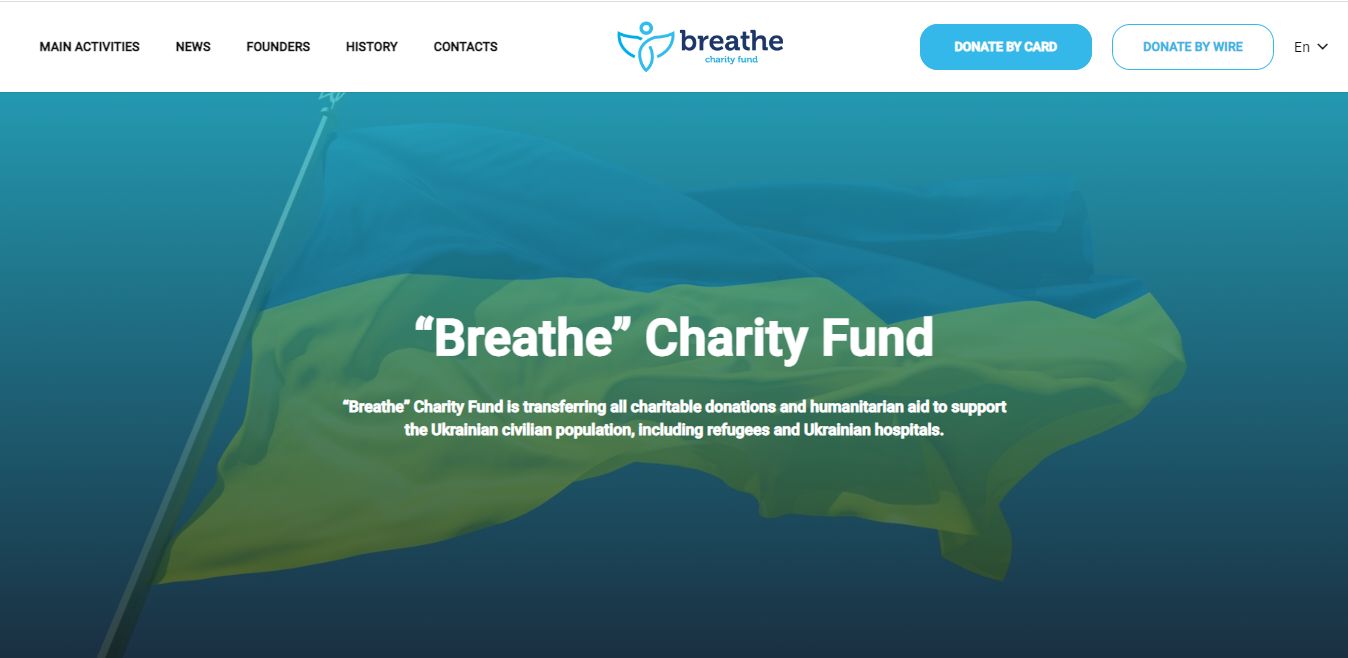 MAIN ACTIVITIES NEWS FOUNDERS HISTORY CONTACTS
breathe
charity fund
DONATE BY CARD DONATE BY WIRE En
“Breathe” Charity Fund
“Breathe” Charity Fund is transferring all charitable donations and humanitarian aid to support
the Ukrainian civilian population, including refugees and Ukrainian hospitals.